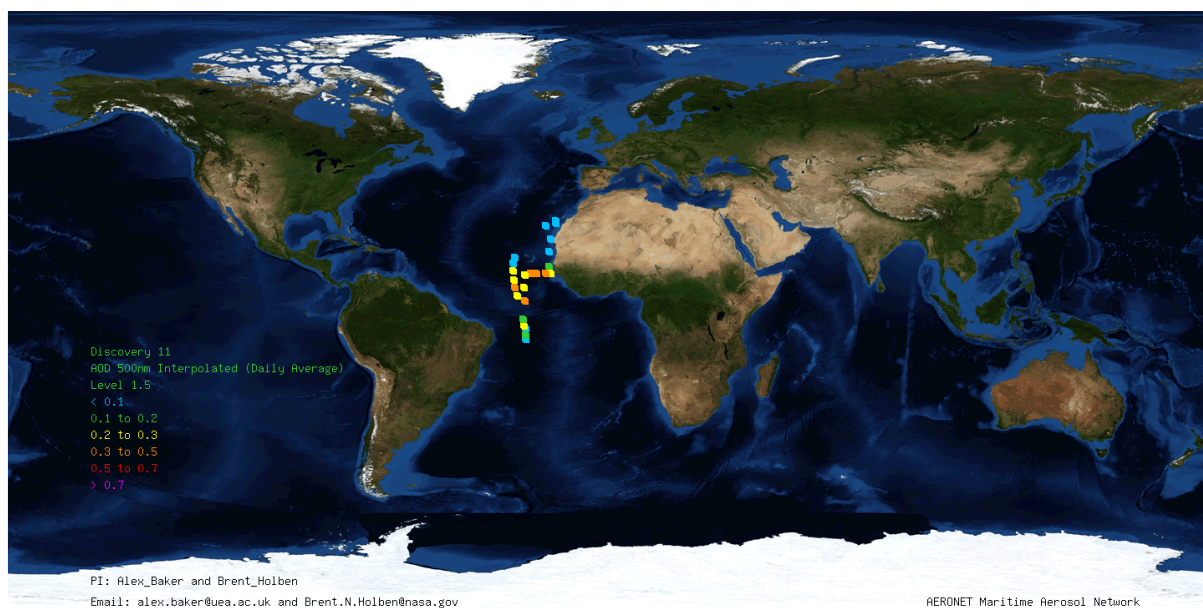 Discovery 11
AOD 500nm Interpolated (Daily Average)
Level 1.5
< 0.1
0.1 to 0.2
0.2 to 0.3
0.3 to 0.5
0.5 to 0.7
> 0.7
PI: Alex_Baker and Brent_Holben
Email: alex.baker@uea.ac.uk and Brent.N.Holben@nasa.gov
AERONET Maritime Aerosol Network